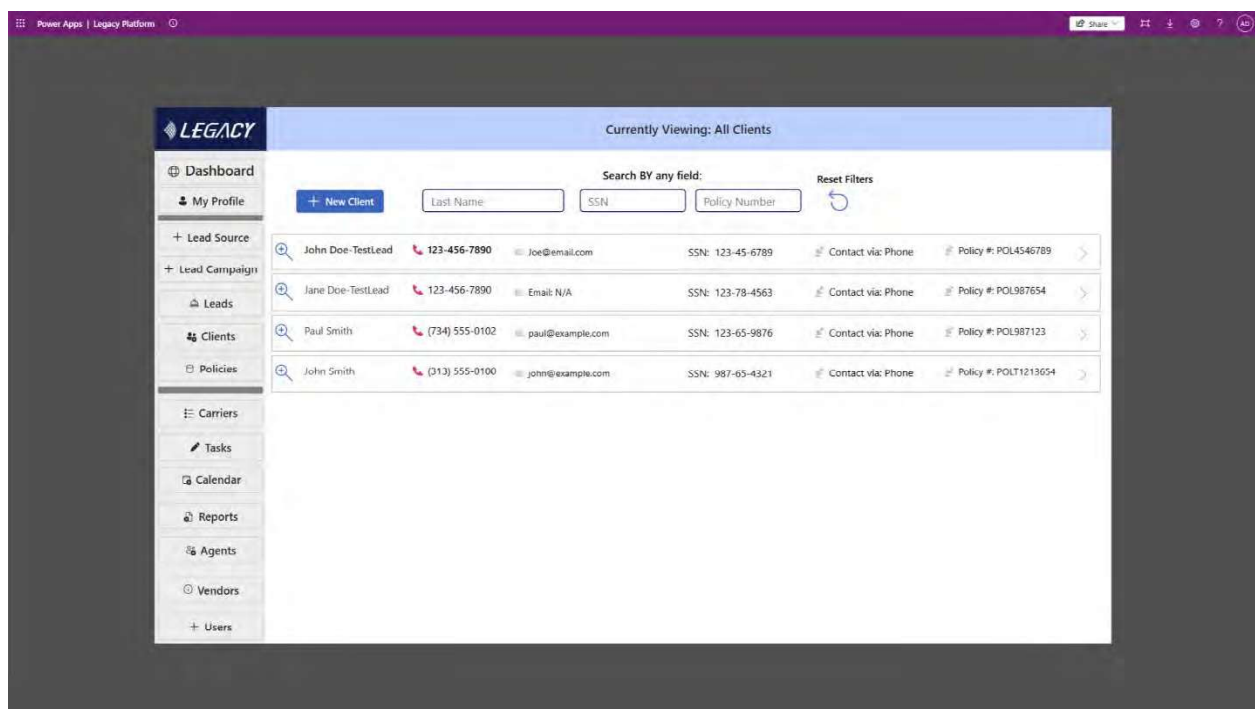 Power Apps | Legacy Platform
Share
? AD
LEGACY
Currently Viewing: All Clients
Dashboard
My Profile
+ Lead Source
+ Lead Campaign
Leads
Clients
Policies
Carriers
Tasks
Calendar
Reports
Agents
Vendors
+ Users
Search BY any field:
Reset Filters
+ New Client
Last Name
SSN
Policy Number
John Doe-TestLead 123-456-7890 Joe@email.com SSN: 123-45-6789 Contact via: Phone Policy #: POL4546789
Jane Doe-TestLead 123-456-7890 Email: N/A SSN: 123-78-4563 Contact via: Phone Policy #: POL987654
Paul Smith (734) 555-0102 paul@example.com SSN: 123-65-9876 Contact via: Phone Policy #: POL987123
John Smith (313) 555-0100 john@example.com SSN: 987-65-4321 Contact via: Phone Policy #: POLT1213654